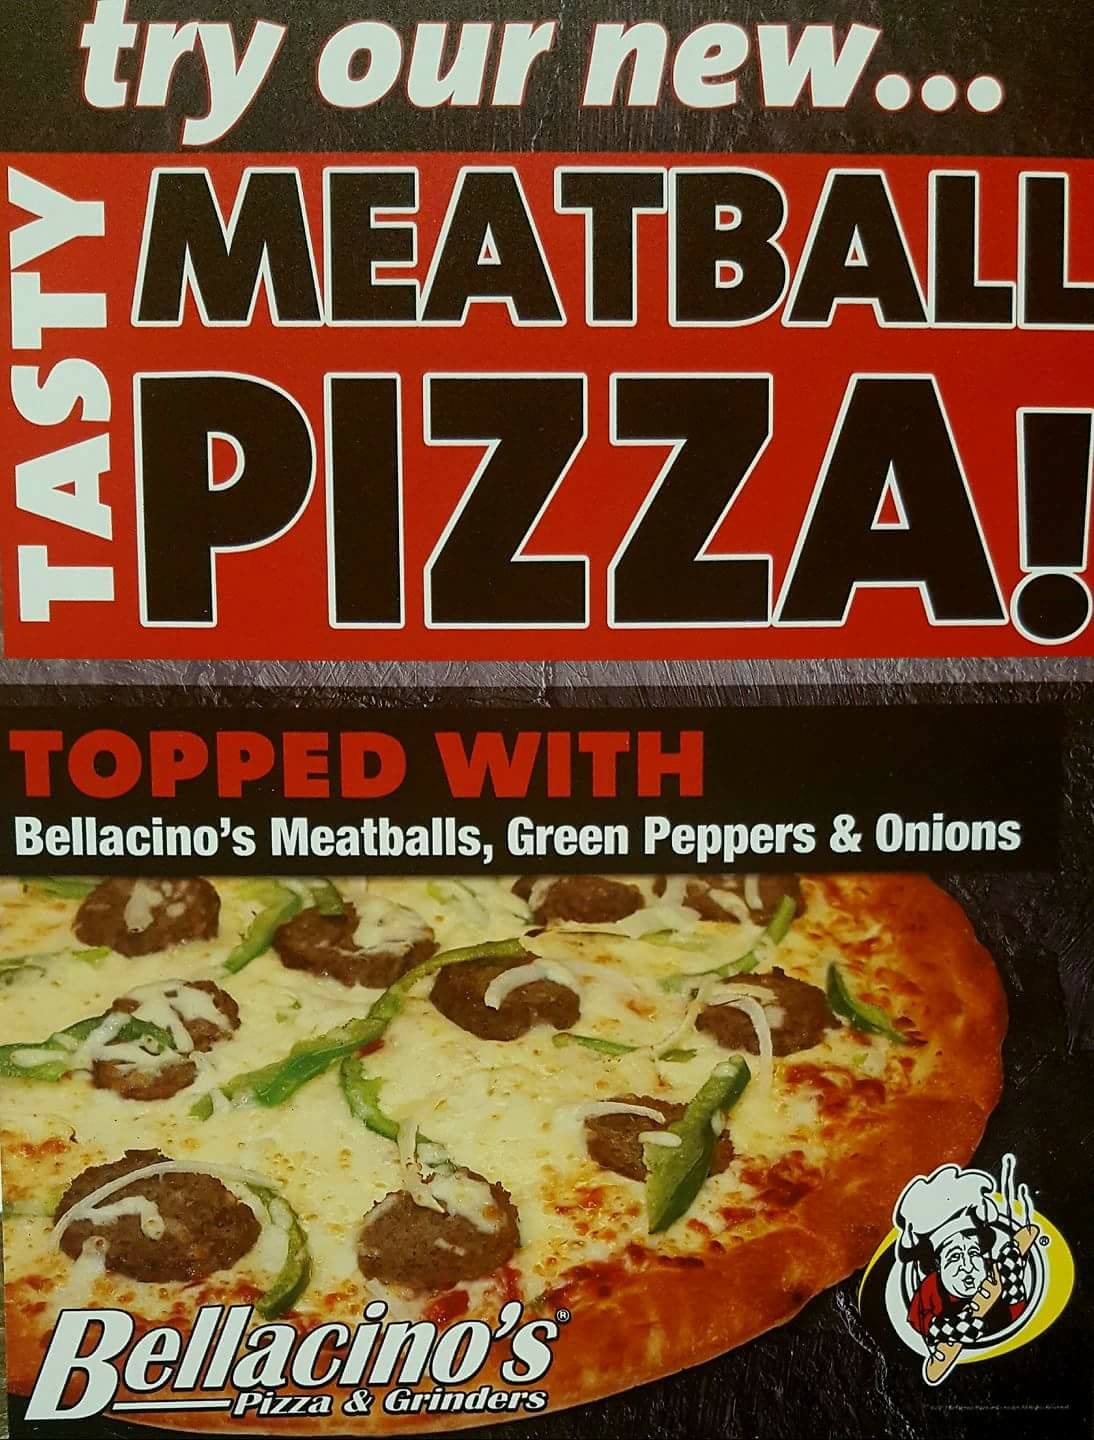 try our new...
TASTY
MEATBALL
PIZZA!
TOPPED WITH
Bellacino's Meatballs, Green Peppers & Onions
Bellacino's®
Pizza & Grinders
®